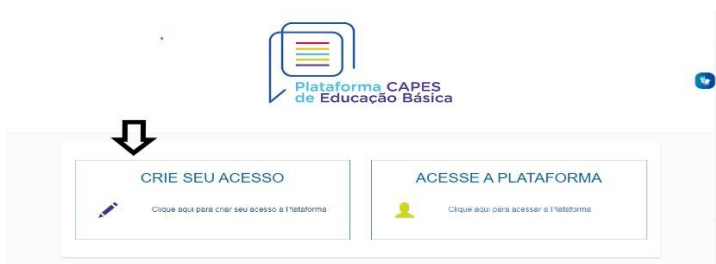 Plataforma CAPES
de Educação Básica
CRIE SEU ACESSO
Clique aqui para criar seu acesso a Plataforma
ACESSE A PLATAFORMA
Clique aqui para acessar a Plataforma